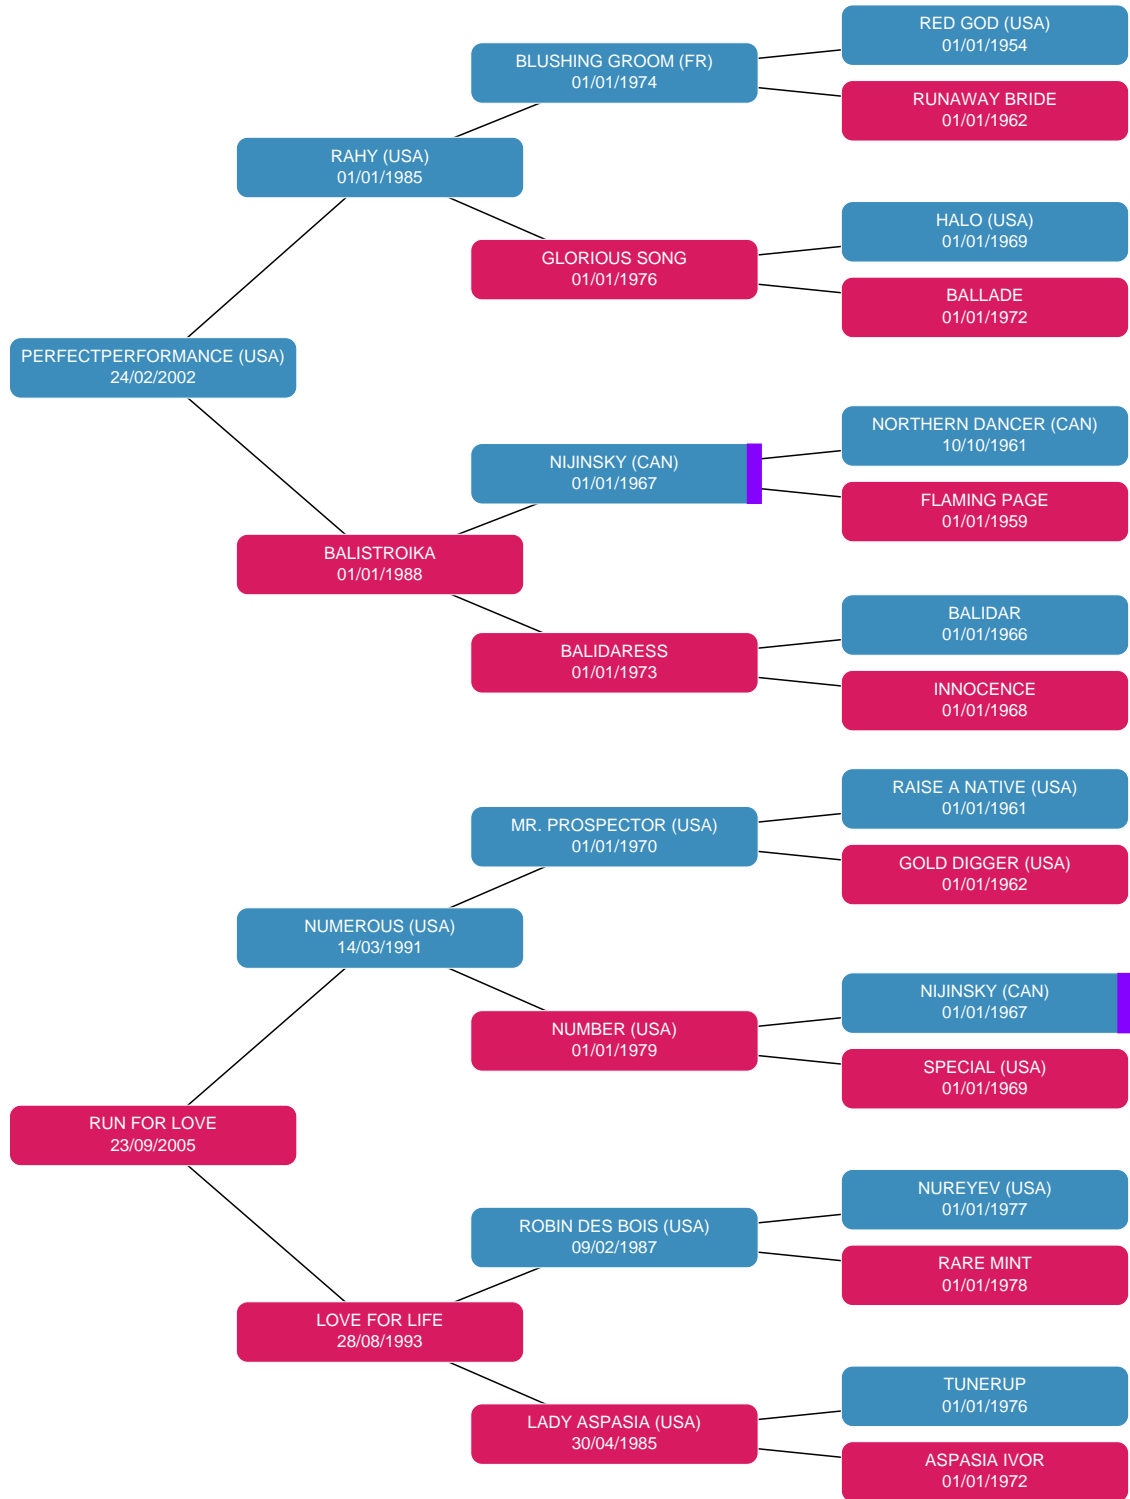 RED GOD (USA)
01/01/1954
BLUSHING GROOM (FR)
01/01/1974
RUNAWAY BRIDE
01/01/1962
RAHY (USA)
01/01/1985
HALO (USA)
01/01/1969
GLORIOUS SONG
01/01/1976
BALLADE
01/01/1972
PERFECTPERFORMANCE (USA)
24/02/2002
NORTHERN DANCER (CAN)
10/10/1961
NIJINSKY (CAN)
01/01/1967
FLAMING PAGE
01/01/1959
BALISTROIKA
01/01/1988
BALIDAR
01/01/1966
BALIDARESS
01/01/1973
INNOCENCE
01/01/1968
RAISE A NATIVE (USA)
01/01/1961
MR. PROSPECTOR (USA)
01/01/1970
GOLD DIGGER (USA)
01/01/1962
NUMEROUS (USA)
14/03/1991
NIJINSKY (CAN)
01/01/1967
NUMBER (USA)
01/01/1979
SPECIAL (USA)
01/01/1969
RUN FOR LOVE
23/09/2005
NUREYEV (USA)
01/01/1977
ROBIN DES BOIS (USA)
09/02/1987
RARE MINT
01/01/1978
LOVE FOR LIFE
28/08/1993
TUNERUP
01/01/1976
LADY ASPASIA (USA)
30/04/1985
ASPASIA IVOR
01/01/1972